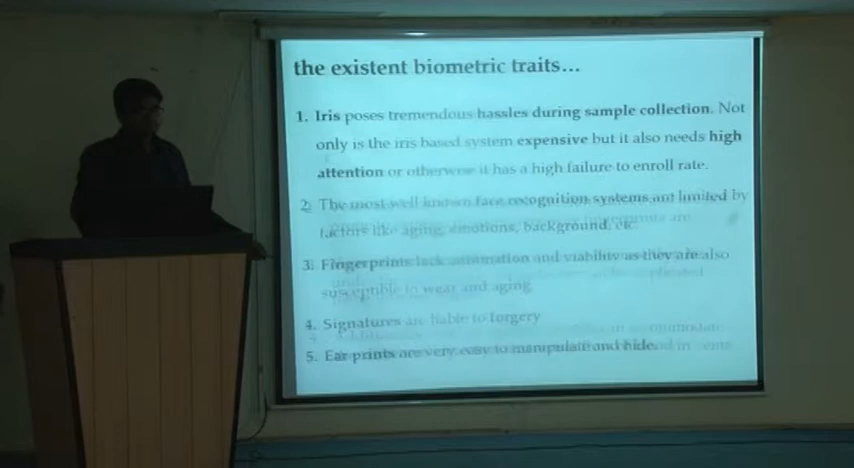 the existent biometric traits...
1. Iris poses tremendous hassles during sample collection. Not
only is the iris based system expensive but it also needs high
attention or otherwise it has a high failure to enroll rate.
2. The most well known face recognition systems are limited by
factors like aging, emotions, background, etc.
3. Fingerprints lack automation and viability as they are also
susceptible to wear and aging
4. Signatures are liable to forgery
5. Ear prints are very easy to manipulate and hide.